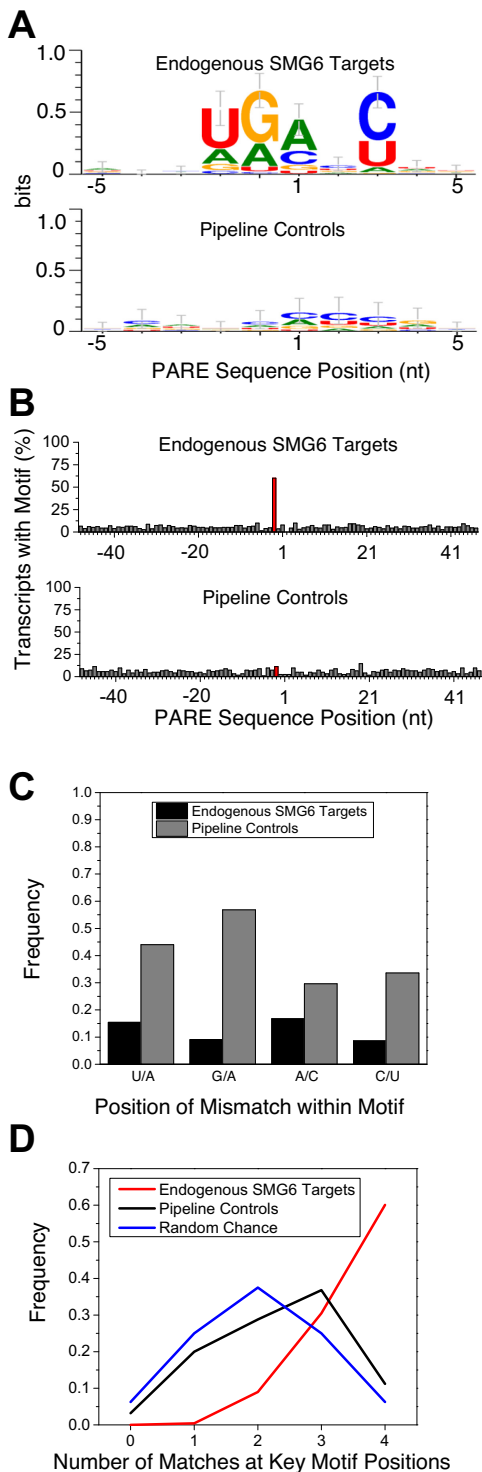 A
Endogenous SMG6 Targets
1.0
0.5
0
bits
UGA C
AAC U
-5 1 5
Pipeline Controls
1.0
0.5
0
-5 1 5
PARE Sequence Position (nt)
B
Endogenous SMG6 Targets
Transcripts with Motif (%)
100
75
50
25
0
-40 -20 1 21 41
Pipeline Controls
100
75
50
25
0
-40 -20 1 21 41
PARE Sequence Position (nt)
C
Endogenous SMG6 Targets
Pipeline Controls
Frequency
1.0
0.9
0.8
0.7
0.6
0.5
0.4
0.3
0.2
0.1
0.0
U/A G/A A/C C/U
Position of Mismatch within Motif
D
Endogenous SMG6 Targets
Pipeline Controls
Random Chance
Frequency
0.7
0.6
0.5
0.4
0.3
0.2
0.1
0.0
0 1 2 3 4
Number of Matches at Key Motif Positions